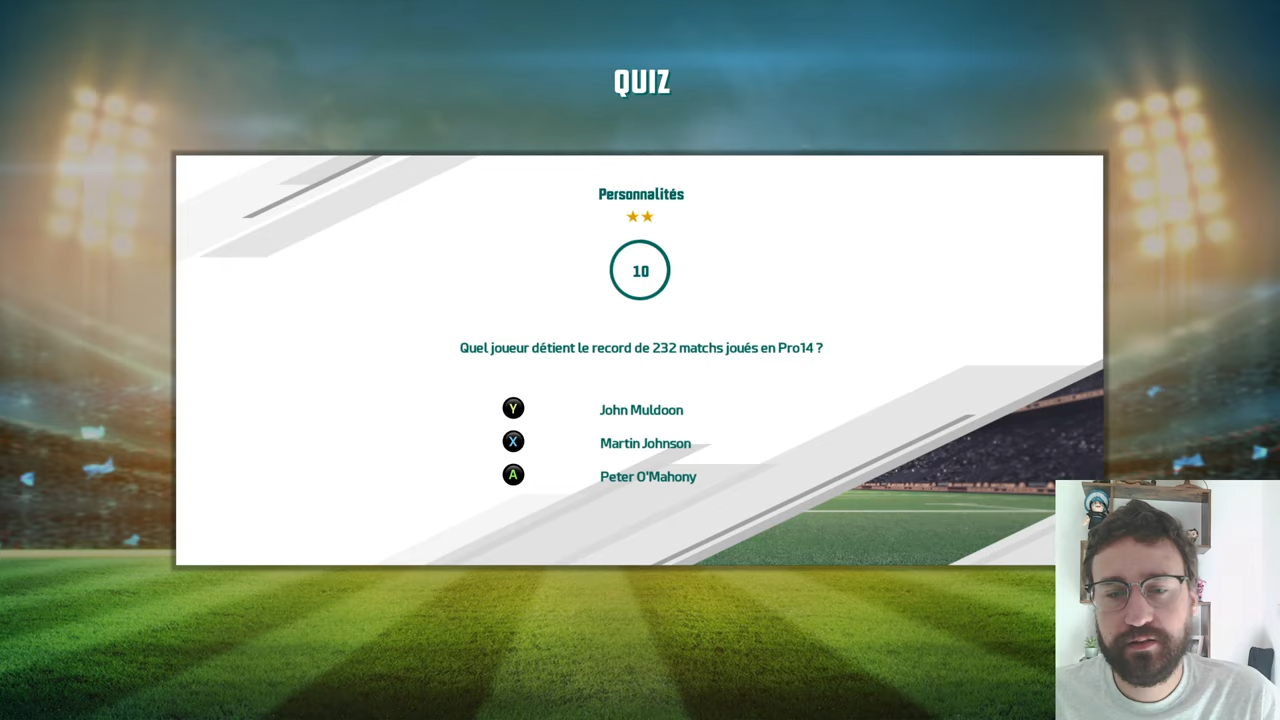 QUIZ
Personnalités
10
Quel joueur détient le record de 232 matchs joués en Pro14 ?
Y John Muldoon
X Martin Johnson
A Peter O'Mahony